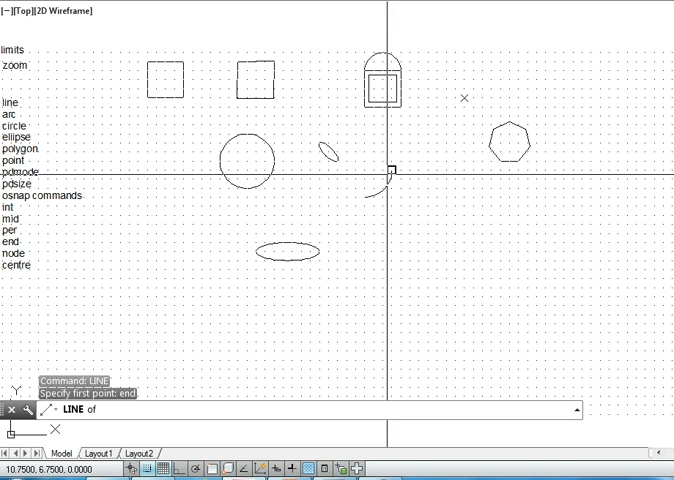 [−][Top][2D Wireframe]
limits
zoom
line
arc
circle
ellipse
polygon
point
pdmode
pdsize
osnap commands
int
mid
per
end
node
centre
Y
Command: LINE
Specify first point: end
LINE of
Model Layout1 Layout2
10.7500, 6.7500, 0.0000